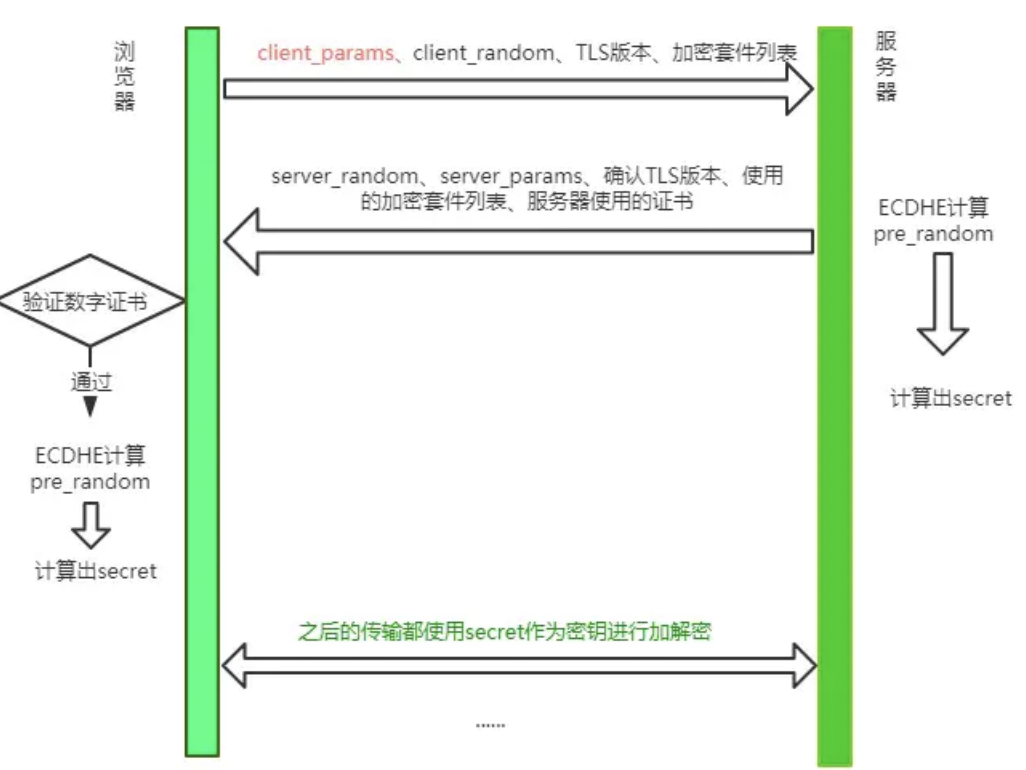 浏览器
client_params、client_random、TLS版本、加密套件列表
服务器
server_random、server_params、确认TLS版本、使用
的加密套件列表、服务器使用的证书
ECDHE计算
pre_random
验证数字证书
通过
计算出secret
ECDHE计算
pre_random
计算出secret
之后的传输都使用secret作为密钥进行加解密
......